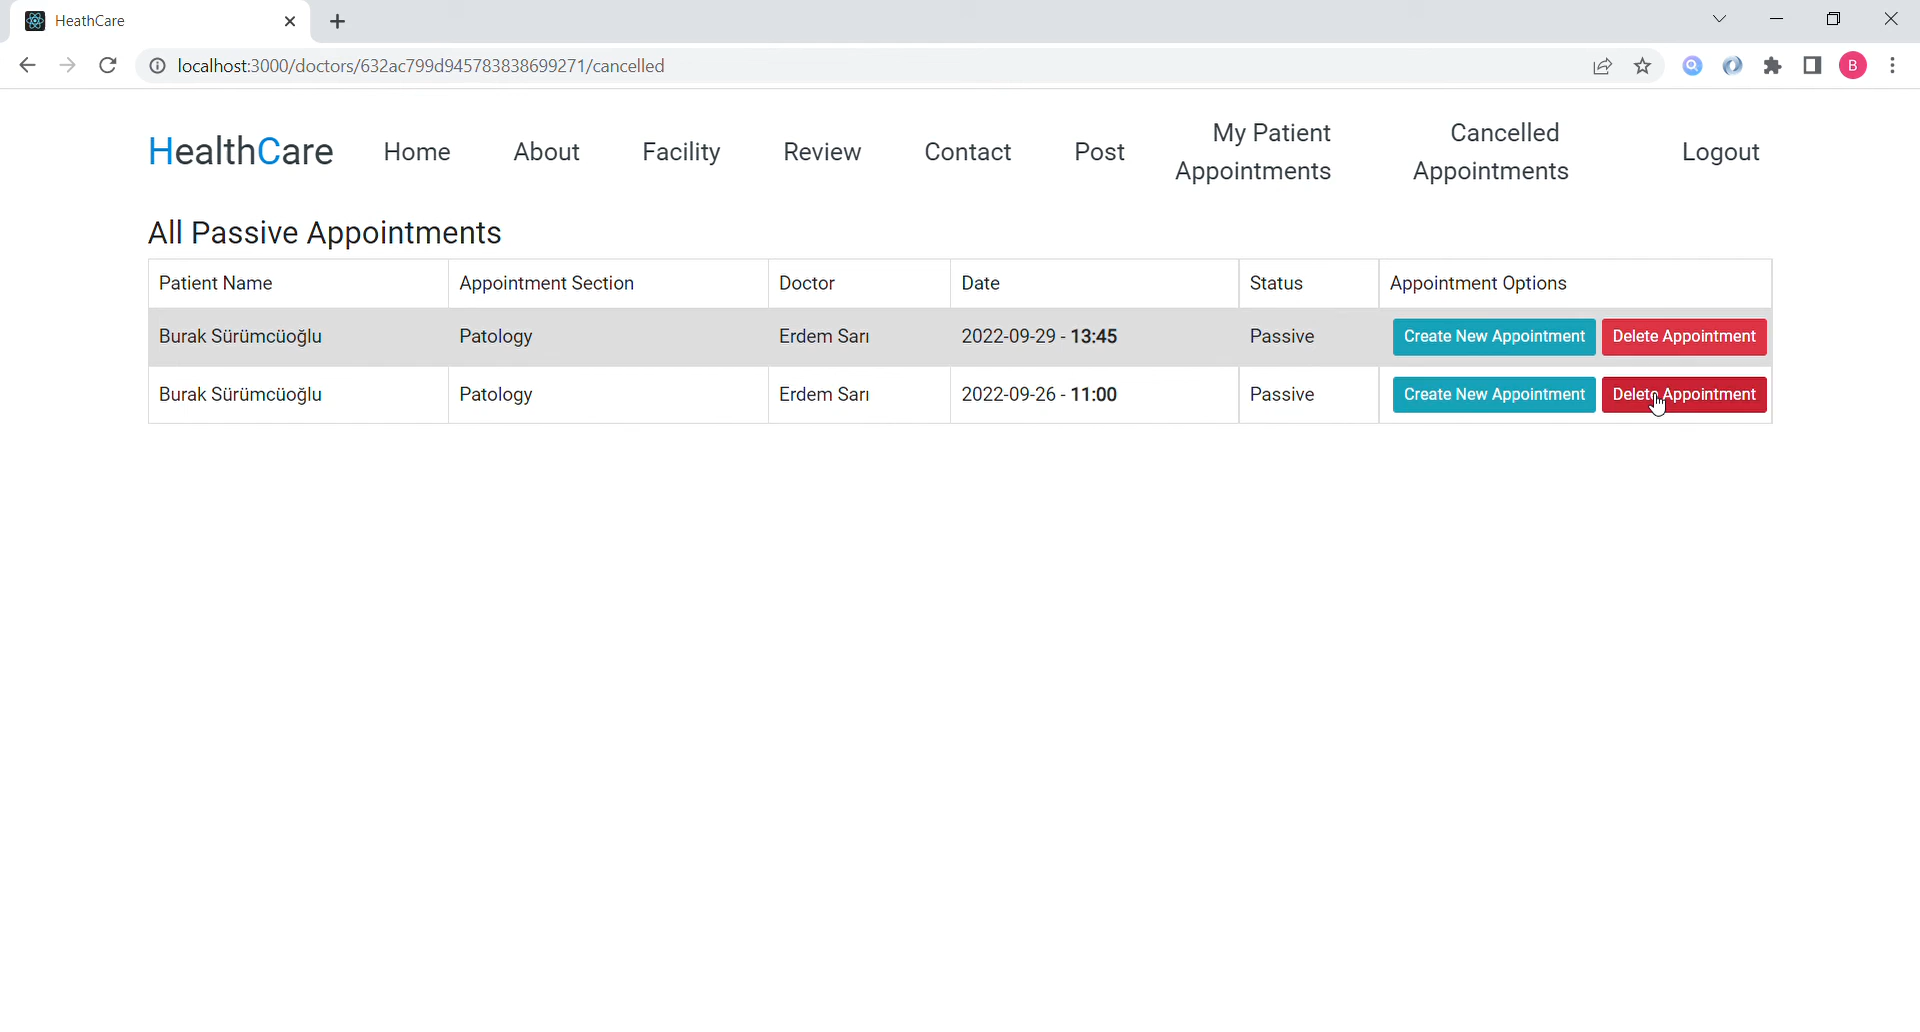 HeathCare
localhost:3000/doctors/632ac799d945783838699271/cancelled
B
HealthCare Home About Facility Review Contact Post My Patient Appointments Cancelled Appointments Logout
All Passive Appointments
Patient Name Appointment Section Doctor Date Status Appointment Options
Burak Sürümcüoğlu Patology Erdem Sarı 2022-09-29 - 13:45 Passive Create New Appointment Delete Appointment
Burak Sürümcüoğlu Patology Erdem Sarı 2022-09-26 - 11:00 Passive Create New Appointment Delete Appointment